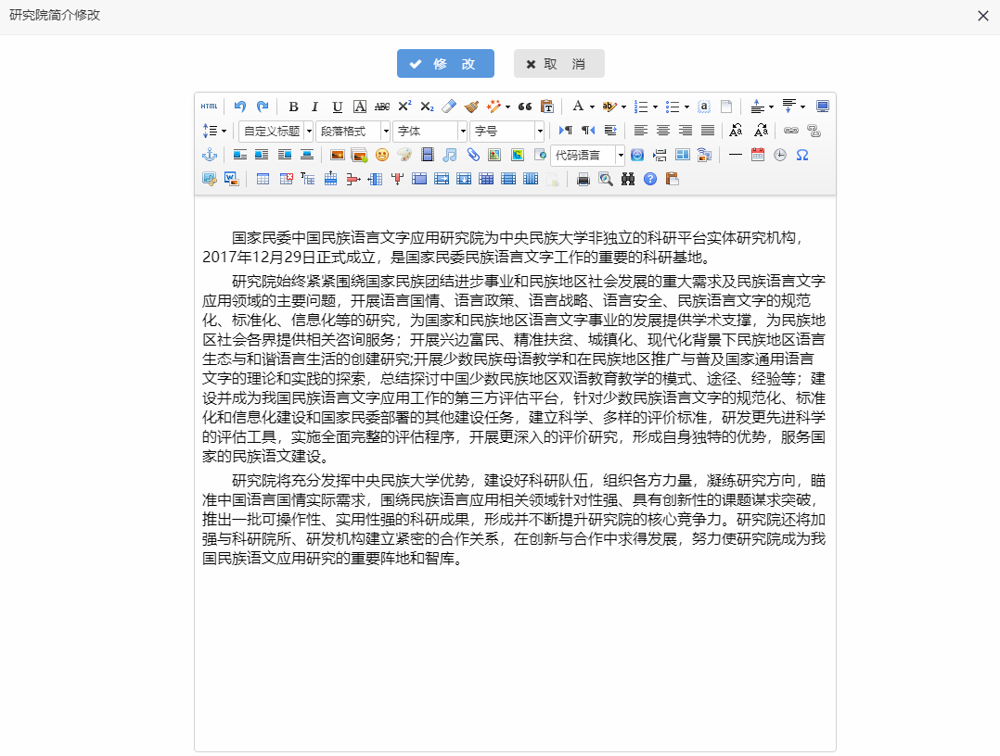 研究院简介修改
修 改
取 消
HTML
B I U A ABC X² X₂
A ab a
自定义标题 段落格式 字体 字号
代码语言
国家民委中国民族语言文字应用研究院为中央民族大学非独立的科研平台实体研究机构，
2017年12月29日正式成立，是国家民委民族语言文字工作的重要的科研基地。
研究院始终紧紧围绕国家民族团结进步事业和民族地区社会发展的重大需求及民族语言文字
应用领域的主要问题，开展语言国情、语言政策、语言战略、语言安全、民族语言文字的规范
化、标准化、信息化等的研究，为国家和民族地区语言文字事业的发展提供学术支撑，为民族地
区社会各界提供相关咨询服务；开展兴边富民、精准扶贫、城镇化、现代化背景下民族地区语言
生态与和谐语言生活的创建研究;开展少数民族母语教学和在民族地区推广与普及国家通用语言
文字的理论和实践的探索，总结探讨中国少数民族地区双语教育教学的模式、途径、经验等；建
设并成为我国民族语言文字应用工作的第三方评估平台，针对少数民族语言文字的规范化、标准
化和信息化建设和国家民委部署的其他建设任务，建立科学、多样的评价标准，研发更先进科学
的评估工具，实施全面完整的评估程序，开展更深入的评价研究，形成自身独特的优势，服务国
家的民族语文建设。
研究院将充分发挥中央民族大学优势，建设好科研队伍，组织各方力量，凝练研究方向，瞄
准中国语言国情实际需求，围绕民族语言应用相关领域针对性强、具有创新性的课题谋求突破，
推出一批可操作性、实用性强的科研成果，形成并不断提升研究院的核心竞争力。研究院还将加
强与科研院所、研发机构建立紧密的合作关系，在创新与合作中求得发展，努力使研究院成为我
国民族语文应用研究的重要阵地和智库。